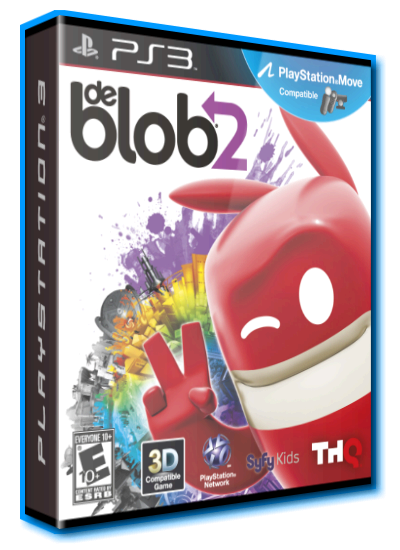 PLAYSTATION® 3
PS3
PlayStation®Move
Compatible
de
blob 2
EVERYONE 10+
E
10+
CONTENT RATED BY
ESRB
3D
Compatible
Game
PlayStation®
Network
Syfy Kids
THQ